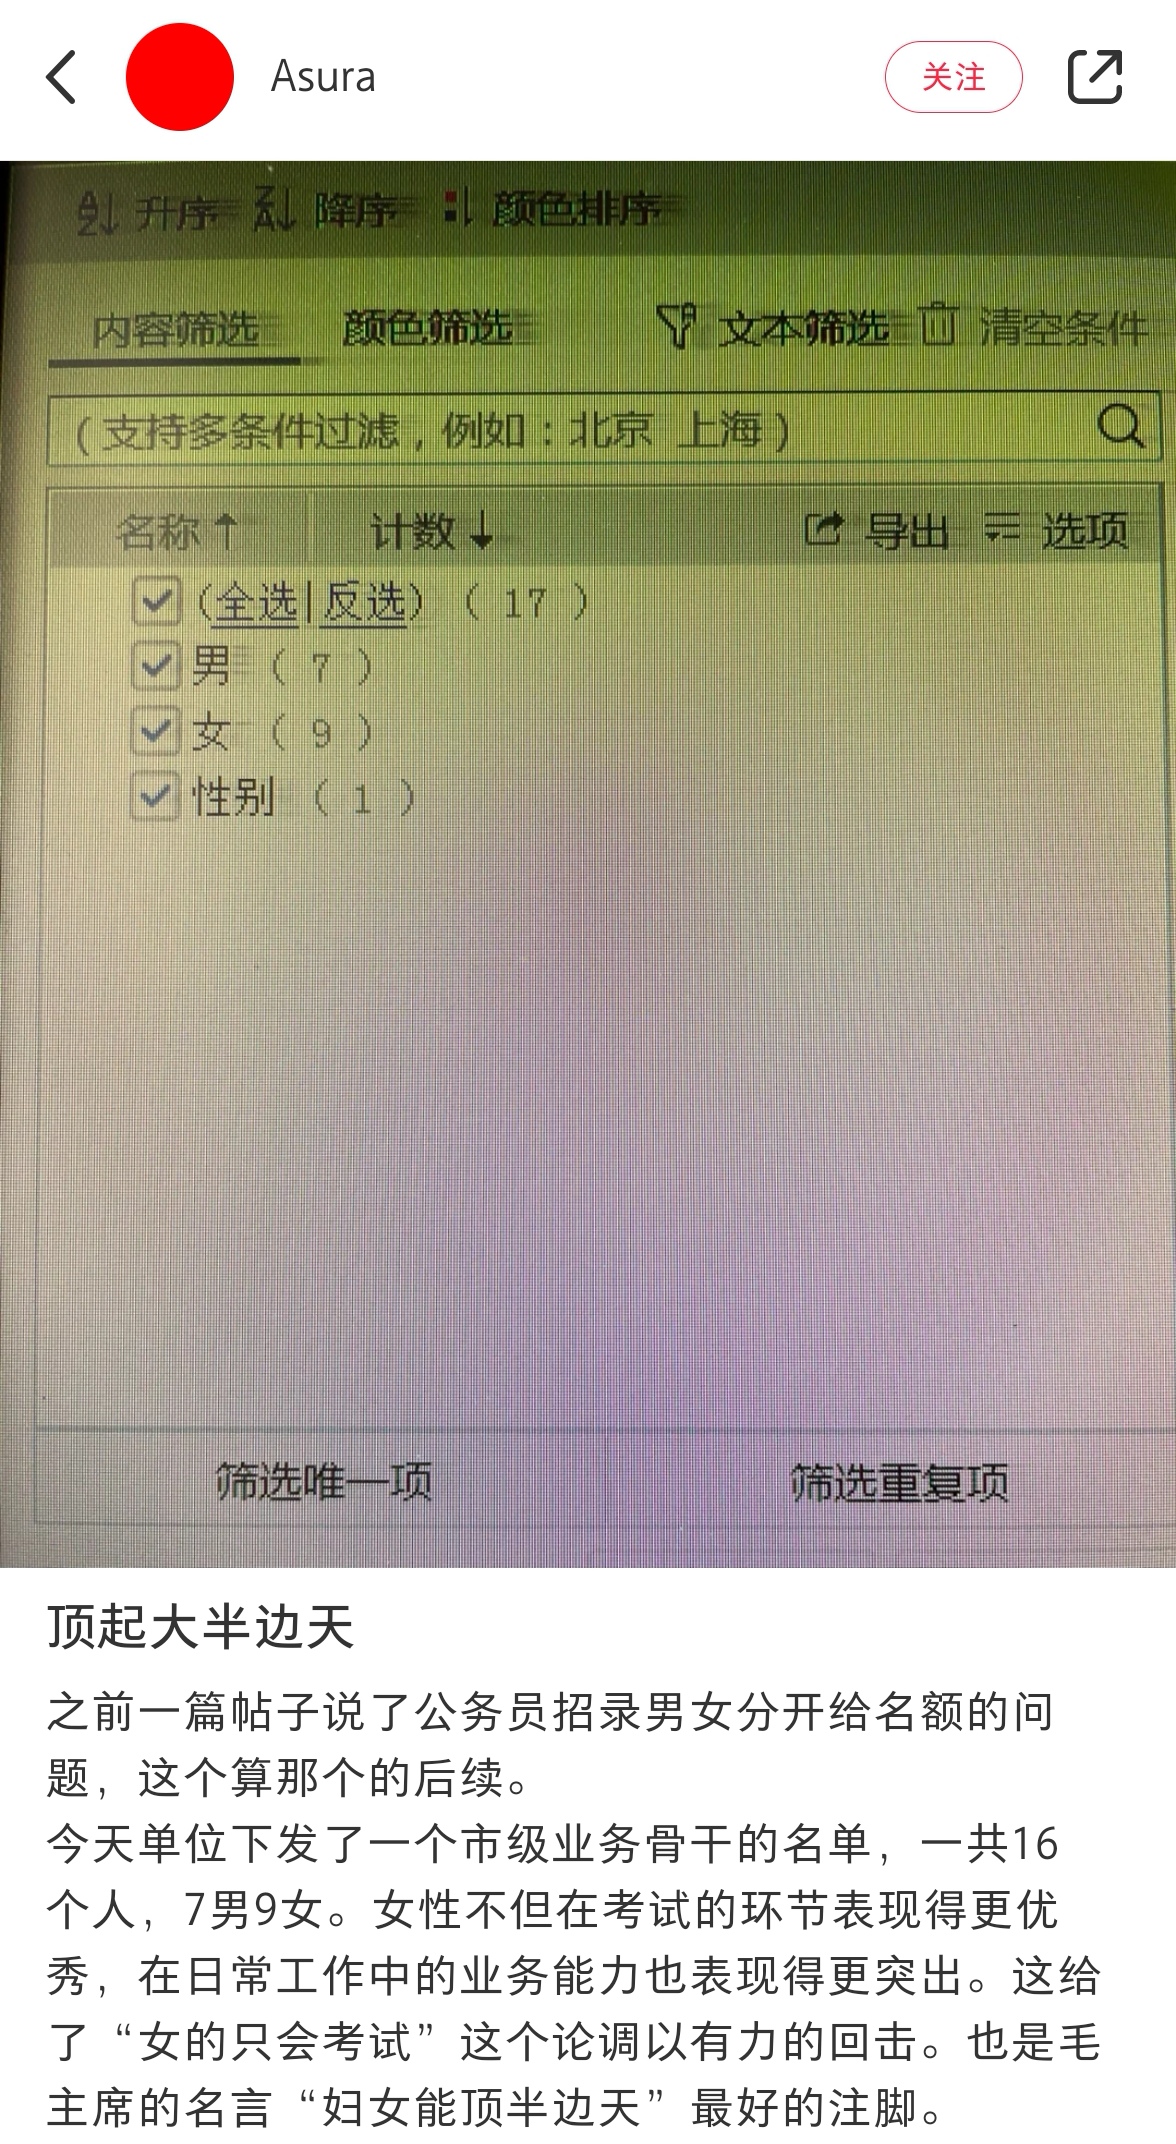 Asura
关注
升序 降序 颜色排序
内容筛选 颜色筛选 文本筛选 清空条件
(支持多条件过滤，例如：北京 上海)
名称↑ 计数↓ 导出 选项
(全选|反选) ( 17 )
男 ( 7 )
女 ( 9 )
性别 ( 1 )
筛选唯一项 筛选重复项
顶起大半边天
之前一篇帖子说了公务员招录男女分开给名额的问
题，这个算那个的后续。
今天单位下发了一个市级业务骨干的名单，一共16
个人，7男9女。女性不但在考试的环节表现得更优
秀，在日常工作中的业务能力也表现得更突出。这给
了“女的只会考试”这个论调以有力的回击。也是毛
主席的名言“妇女能顶半边天”最好的注脚。